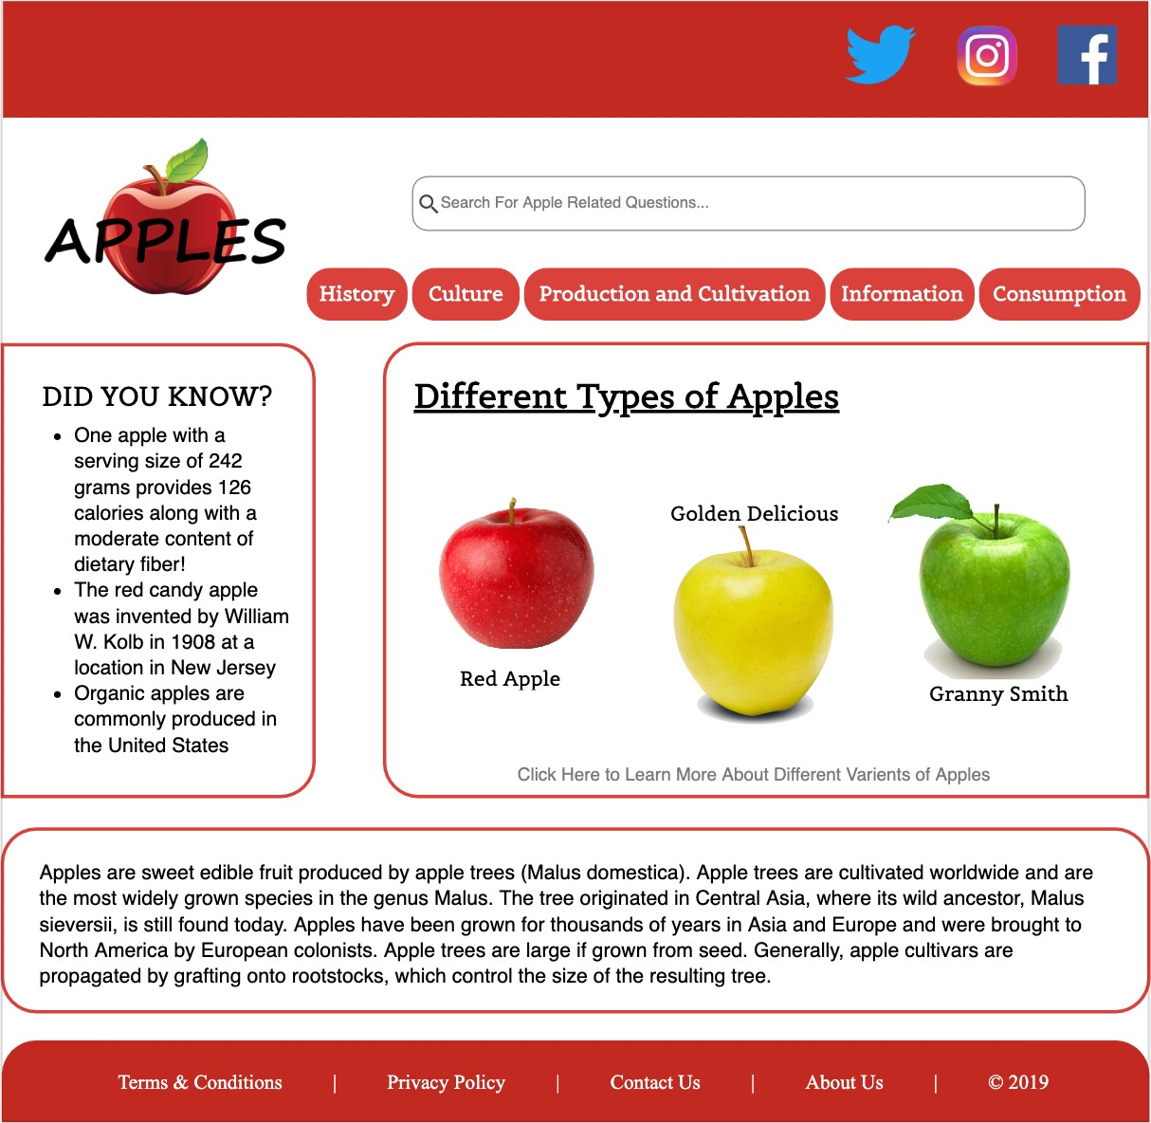 APPLES
Search For Apple Related Questions...
History
Culture
Production and Cultivation
Information
Consumption
DID YOU KNOW?
• One apple with a
serving size of 242
grams provides 126
calories along with a
moderate content of
dietary fiber!
• The red candy apple
was invented by William
W. Kolb in 1908 at a
location in New Jersey
• Organic apples are
commonly produced in
the United States
Different Types of Apples
Red Apple
Golden Delicious
Granny Smith
Click Here to Learn More About Different Varients of Apples
Apples are sweet edible fruit produced by apple trees (Malus domestica). Apple trees are cultivated worldwide and are
the most widely grown species in the genus Malus. The tree originated in Central Asia, where its wild ancestor, Malus
sieversii, is still found today. Apples have been grown for thousands of years in Asia and Europe and were brought to
North America by European colonists. Apple trees are large if grown from seed. Generally, apple cultivars are
propagated by grafting onto rootstocks, which control the size of the resulting tree.
Terms & Conditions | Privacy Policy | Contact Us | About Us | © 2019